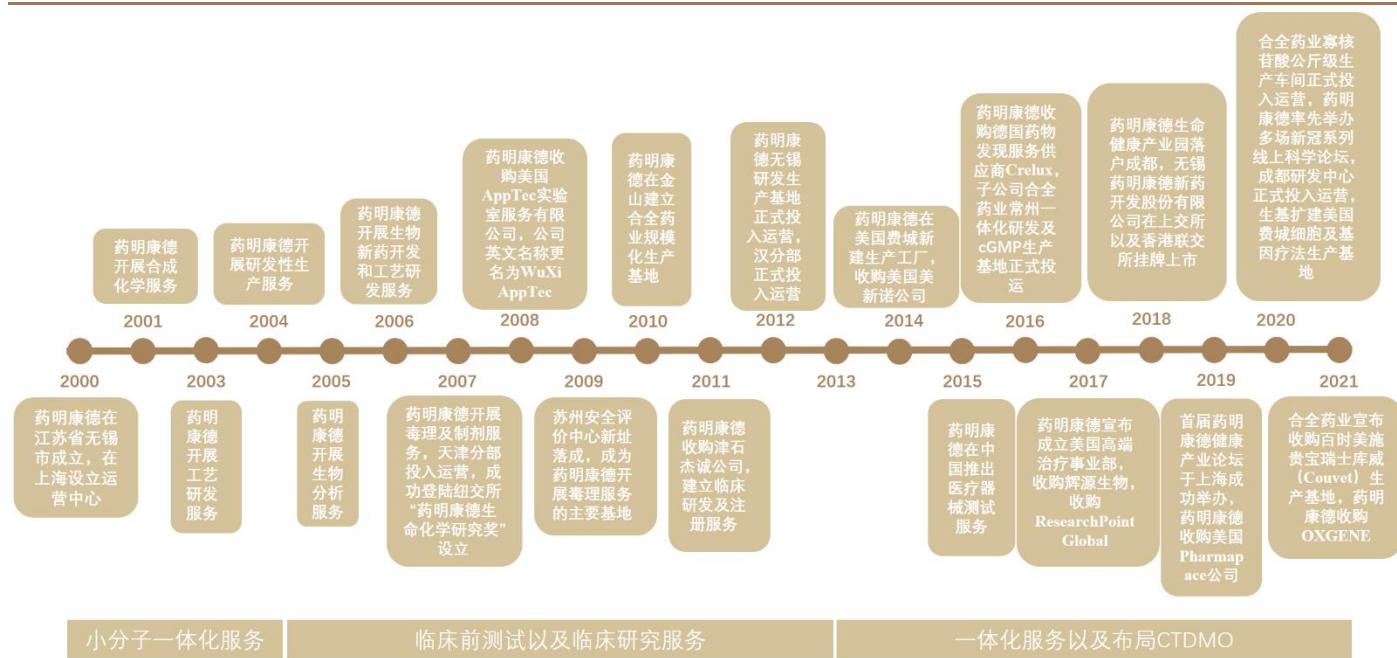 药明康德
开展合成
化学服务
2001
药明康德开
展研发性生
产服务
2004
药明康德
开展生物
新药开发
和工艺研
发服务
2006
药明康德收
购美国
AppTec实验
室服务有限
公司，公司
英文名称更
名为WuXi
AppTec
2008
药明康
德在金
山建立
合全药
业规模
化生产
基地
2010
药明康
德无锡
研发生
产基地
正式投
入运营，
汉分部
正式投
入运营
2012
药明康德在
美国费城新
建生产工厂，
收购美国美
新诺公司
2014
药明康德收
购德国药物
发现服务供
应商Crelux，
子公司合全
药业常州一
体化研发及
cGMP生产
基地正式投
运
2016
药明康德生命
健康产业园落
户成都，无锡
药明康德新药
开发股份有限
公司在上交所
以及香港联交
所挂牌上市
2018
合全药业寡核
苷酸公斤级生
产车间正式投
入运营，药明
康德率先举办
多场新冠系列
线上科学论坛，
成都研发中心
正式投入运营，
生基扩建美国
费城细胞及基
因疗法生产基
地
2020
2000
药明康德在
江苏省无锡
市成立，在
上海设立运
营中心
2003
药明
康德
开展
工艺
研发
服务
2005
药明
康德
开展
生物
分析
服务
2007
药明康德开展
毒理及制剂服
务，天津分部
投入运营，成
功登陆纽交所
“药明康德生
命化学研究奖”
设立
2009
苏州安全评
价中心新址
落成，成为
药明康德开
展毒理服务
的主要基地
2011
药明康德
收购津石
杰诚公司，
建立临床
研发及注
册服务
2013
2015
药明康
德在中
国推出
医疗器
械测试
服务
2017
药明康德宣布
成立美国高端
治疗事业部，
收购辉源生物，
收购
ResearchPoint
Global
2019
首届药明
康德健康
产业论坛
于上海成
功举办，
药明康德
收购美国
Pharmap
ace公司
2021
合全药业宣布
收购百时美施
贵宝瑞士库威
（Couvet）生
产基地，药明
康德收购
OXGENE
小分子一体化服务
临床前测试以及临床研究服务
一体化服务以及布局CTDMO